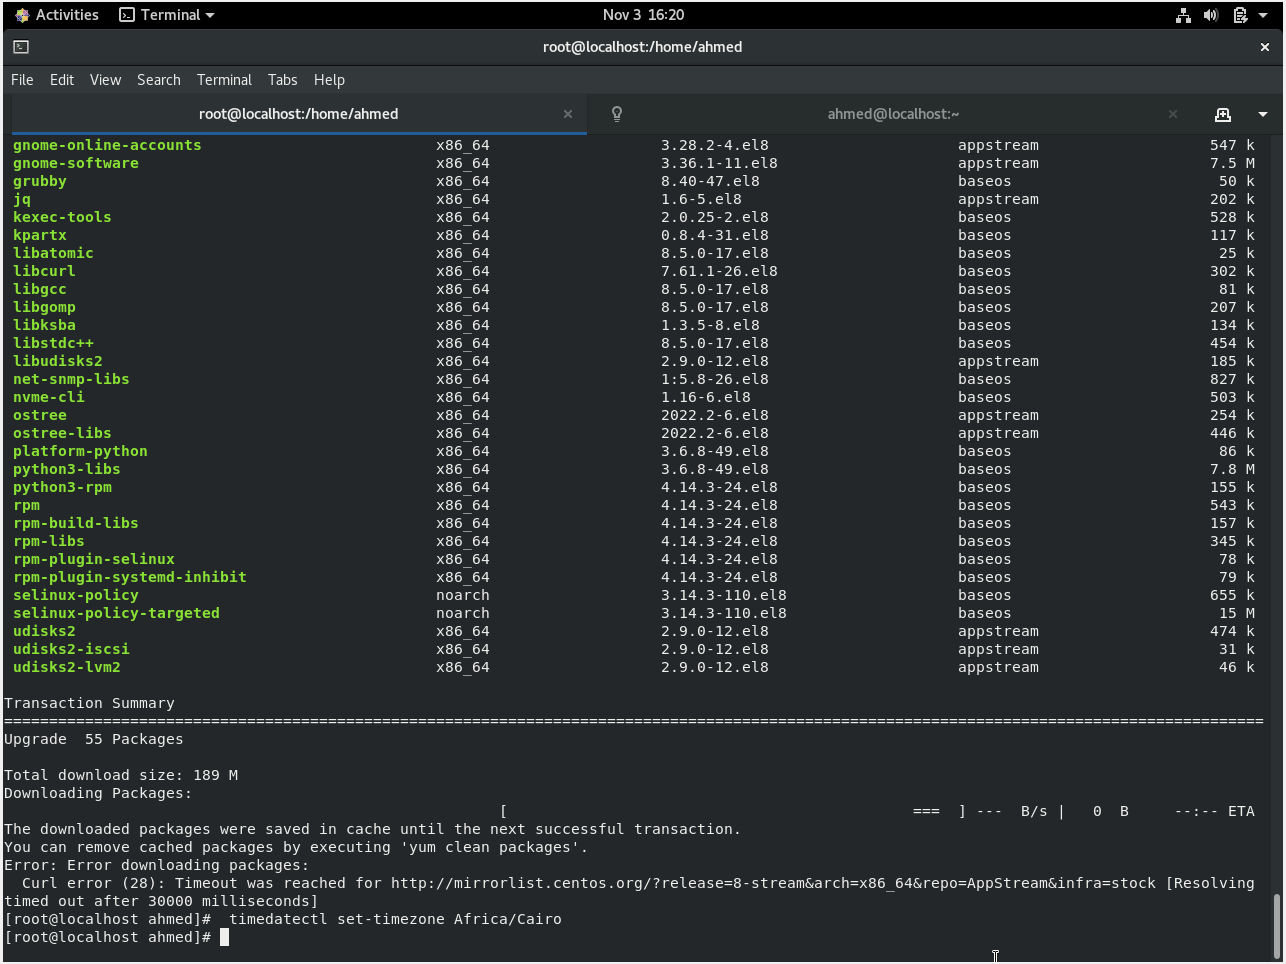 Activities Terminal Nov 3 16:20
root@localhost:/home/ahmed
File Edit View Search Terminal Tabs Help
root@localhost:/home/ahmed ahmed@localhost:~
gnome-online-accounts x86_64 3.28.2-4.el8 appstream 547 k
gnome-software x86_64 3.36.1-11.el8 appstream 7.5 M
grubby x86_64 8.40-47.el8 baseos 50 k
jq x86_64 1.6-5.el8 appstream 202 k
kexec-tools x86_64 2.0.25-2.el8 baseos 528 k
kpartx x86_64 0.8.4-31.el8 baseos 117 k
libatomic x86_64 8.5.0-17.el8 baseos 25 k
libcurl x86_64 7.61.1-26.el8 baseos 302 k
libgcc x86_64 8.5.0-17.el8 baseos 81 k
libgomp x86_64 8.5.0-17.el8 baseos 207 k
libksba x86_64 1.3.5-8.el8 baseos 134 k
libstdc++ x86_64 8.5.0-17.el8 baseos 454 k
libudisks2 x86_64 2.9.0-12.el8 appstream 185 k
net-snmp-libs x86_64 1:5.8-26.el8 baseos 827 k
nvme-cli x86_64 1.16-6.el8 baseos 503 k
ostree x86_64 2022.2-6.el8 appstream 254 k
ostree-libs x86_64 2022.2-6.el8 appstream 446 k
platform-python x86_64 3.6.8-49.el8 baseos 86 k
python3-libs x86_64 3.6.8-49.el8 baseos 7.8 M
python3-rpm x86_64 4.14.3-24.el8 baseos 155 k
rpm x86_64 4.14.3-24.el8 baseos 543 k
rpm-build-libs x86_64 4.14.3-24.el8 baseos 157 k
rpm-libs x86_64 4.14.3-24.el8 baseos 345 k
rpm-plugin-selinux x86_64 4.14.3-24.el8 baseos 78 k
rpm-plugin-systemd-inhibit x86_64 4.14.3-24.el8 baseos 79 k
selinux-policy noarch 3.14.3-110.el8 baseos 655 k
selinux-policy-targeted noarch 3.14.3-110.el8 baseos 15 M
udisks2 x86_64 2.9.0-12.el8 appstream 474 k
udisks2-iscsi x86_64 2.9.0-12.el8 appstream 31 k
udisks2-lvm2 x86_64 2.9.0-12.el8 appstream 46 k
Transaction Summary
============================================================================================================================================
Upgrade  55 Packages
Total download size: 189 M
Downloading Packages:
[ === ] --- B/s | 0 B --:-- ETA
The downloaded packages were saved in cache until the next successful transaction.
You can remove cached packages by executing 'yum clean packages'.
Error: Error downloading packages:
Curl error (28): Timeout was reached for http://mirrorlist.centos.org/?release=8-stream&arch=x86_64&repo=AppStream&infra=stock [Resolving
timed out after 30000 milliseconds]
[root@localhost ahmed]#  timedatectl set-timezone Africa/Cairo
[root@localhost ahmed]#